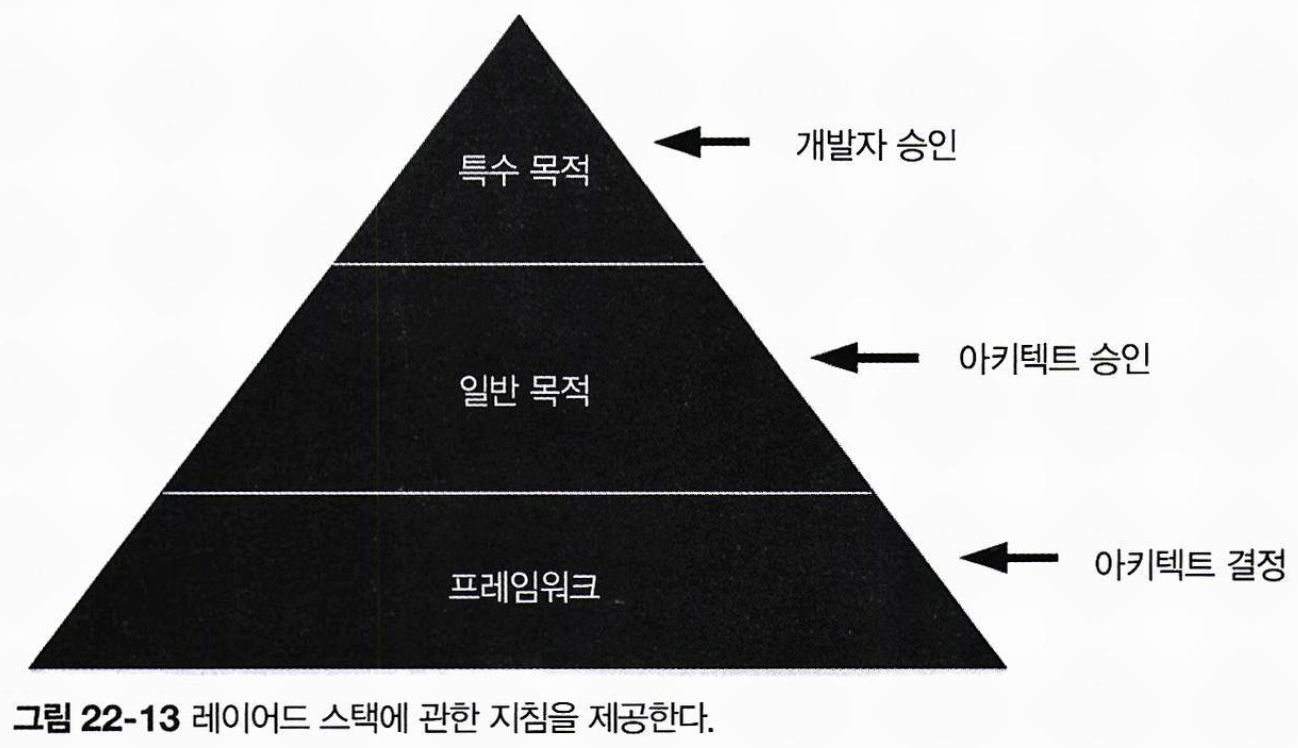 특수 목적
개발자 승인
일반 목적
아키텍트 승인
프레임워크
아키텍트 결정
그림 22-13 레이어드 스택에 관한 지침을 제공한다.